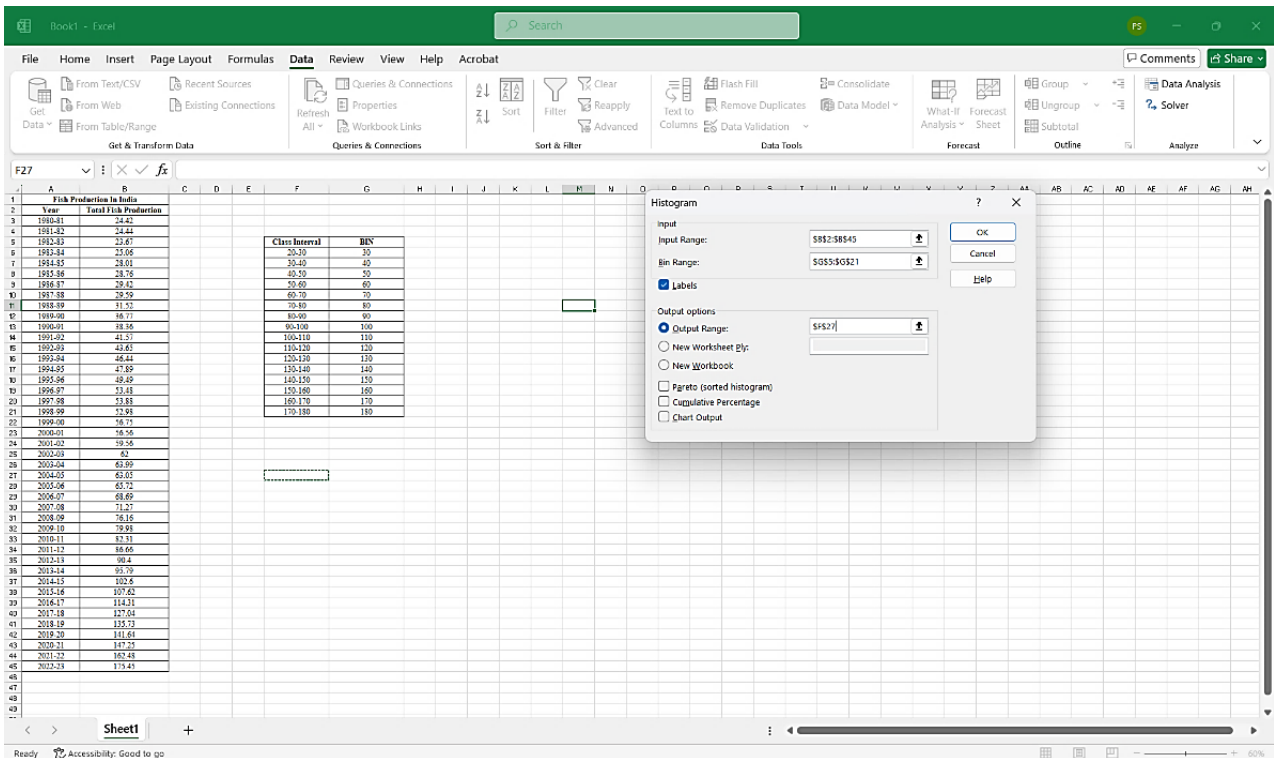 Book1 - Excel
Search
PS
File Home Insert Page Layout Formulas Data Review View Help Acrobat
Comments Share
Get Data
From Text/CSV
From Web
From Table/Range
Recent Sources
Existing Connections
Get & Transform Data
Refresh All
Queries & Connections
Properties
Workbook Links
Queries & Connections
Sort
Filter
Clear
Reapply
Advanced
Sort & Filter
Text to Columns
Flash Fill
Remove Duplicates
Data Validation
Consolidate
Data Model
Data Tools
What-If Analysis
Forecast Sheet
Forecast
Group
Ungroup
Subtotal
Outline
Data Analysis
Solver
Analyze
F27
fx
Fish Production In India
Year Total Fish Production
1980-81 24.42
1981-82 24.44
1982-83 23.67
1983-84 25.06
1984-85 28.01
1985-86 28.76
1986-87 29.42
1987-88 29.59
1988-89 31.52
1989-90 36.77
1990-91 38.36
1991-92 41.57
1992-93 43.65
1993-94 46.44
1994-95 47.89
1995-96 49.49
1996-97 53.48
1997-98 53.88
1998-99 52.98
1999-00 56.75
2000-01 56.56
2001-02 59.56
2002-03 62
2003-04 63.99
2004-05 63.05
2005-06 65.72
2006-07 68.69
2007-08 71.27
2008-09 76.16
2009-10 79.98
2010-11 82.31
2011-12 86.66
2012-13 90.4
2013-14 95.79
2014-15 102.6
2015-16 107.62
2016-17 114.31
2017-18 127.04
2018-19 135.73
2019-20 141.64
2020-21 147.25
2021-22 162.48
2022-23 175.45
Class Interval BIN
20-30 30
30-40 40
40-50 50
50-60 60
60-70 70
70-80 80
80-90 90
90-100 100
100-110 110
110-120 120
120-130 130
130-140 140
140-150 150
150-160 160
160-170 170
170-180 180
Histogram ?
Input
Input Range: $B$2:$B$45
Bin Range: $G$5:$G$21
Labels
OK
Cancel
Help
Output options
Output Range: $F$27
New Worksheet Ply:
New Workbook
Pareto (sorted histogram)
Cumulative Percentage
Chart Output
Sheet1
Ready Accessibility: Good to go
60%